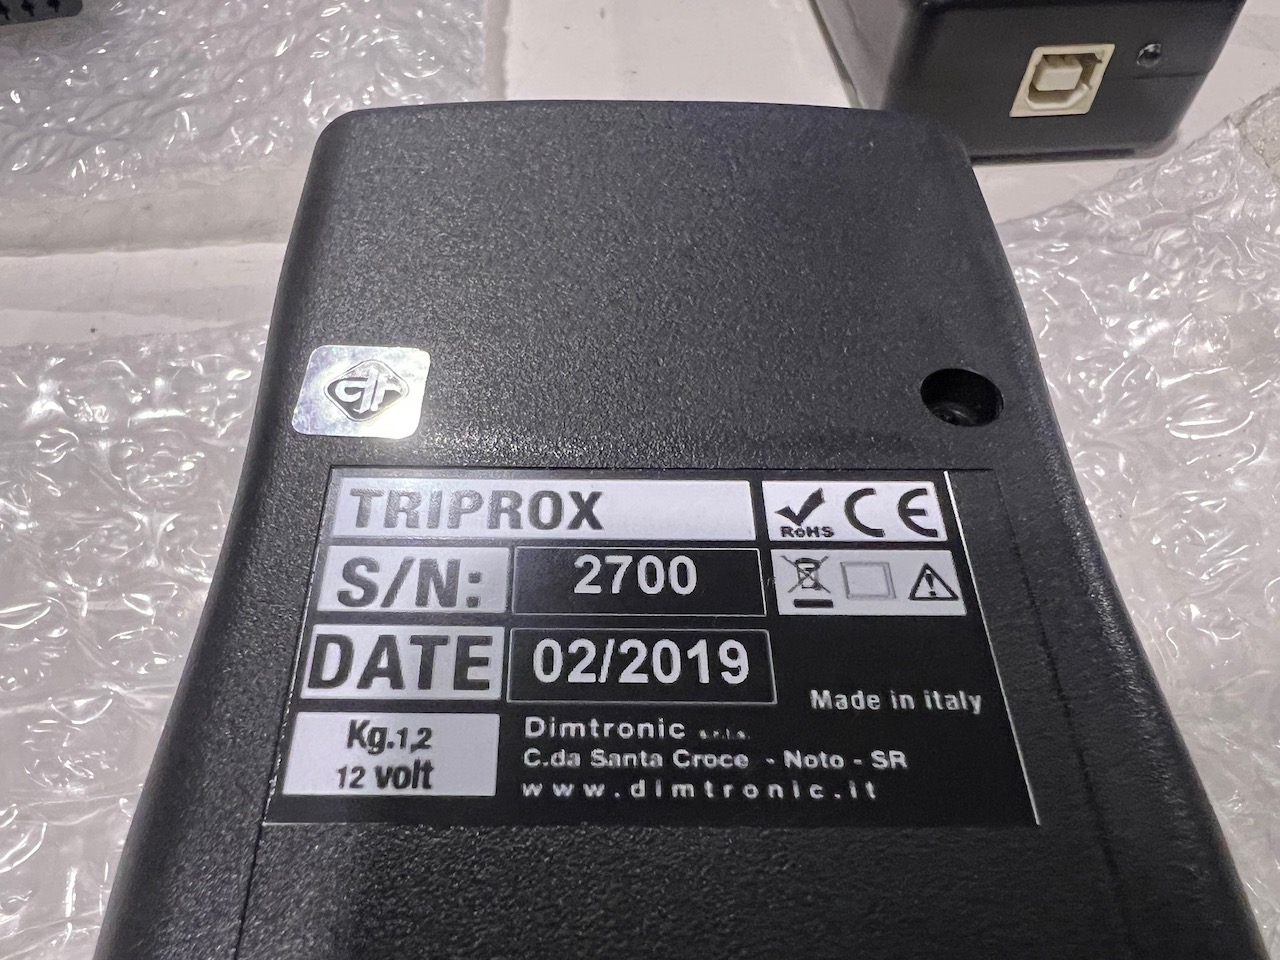 TRIPROX
RoHS CE
S/N: 2700
DATE 02/2019
Made in italy
Kg.1,2
12 volt
Dimtronic s.r.l.s.
C.da Santa Croce - Noto - SR
www.dimtronic.it